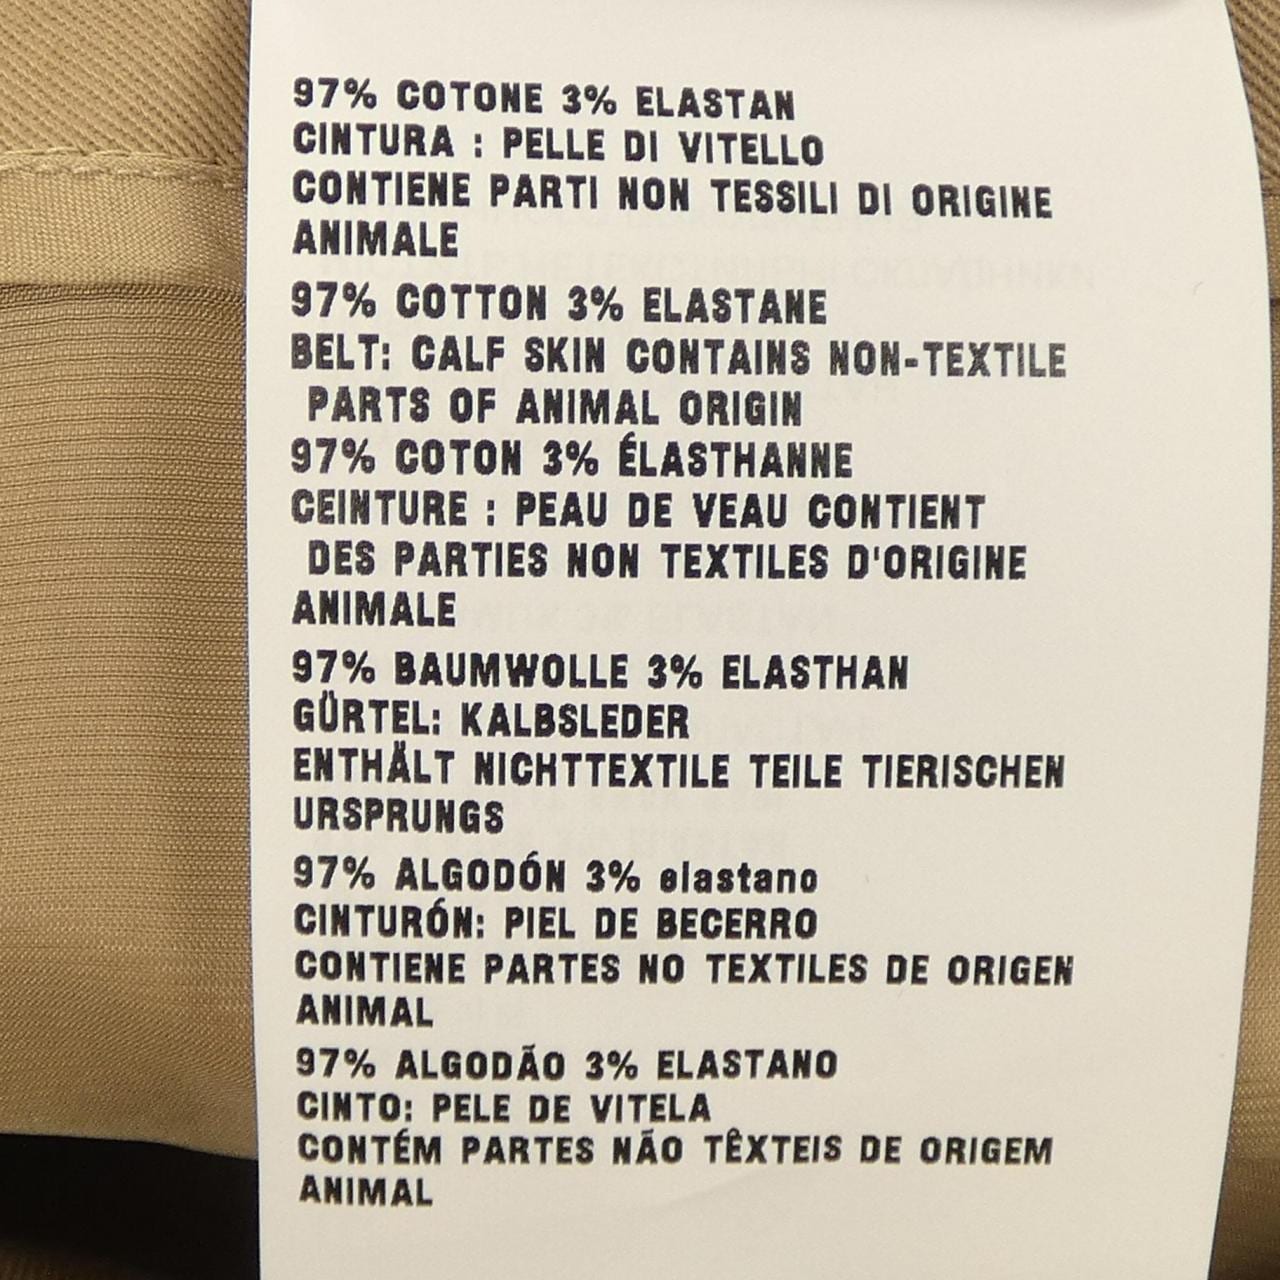 97% COTONE 3% ELASTAN
CINTURA : PELLE DI VITELLO
CONTIENE PARTI NON TESSILI DI ORIGINE
ANIMALE
97% COTTON 3% ELASTANE
BELT: CALF SKIN CONTAINS NON-TEXTILE
PARTS OF ANIMAL ORIGIN
97% COTON 3% ÉLASTHANNE
CEINTURE : PEAU DE VEAU CONTIENT
DES PARTIES NON TEXTILES D'ORIGINE
ANIMALE
97% BAUMWOLLE 3% ELASTHAN
GÜRTEL: KALBSLEDER
ENTHÄLT NICHTTEXTILE TEILE TIERISCHEN
URSPRUNGS
97% ALGODÓN 3% elastano
CINTURÓN: PIEL DE BECERRO
CONTIENE PARTES NO TEXTILES DE ORIGEN
ANIMAL
97% ALGODÃO 3% ELASTANO
CINTO: PELE DE VITELA
CONTÉM PARTES NÃO TÊXTEIS DE ORIGEM
ANIMAL